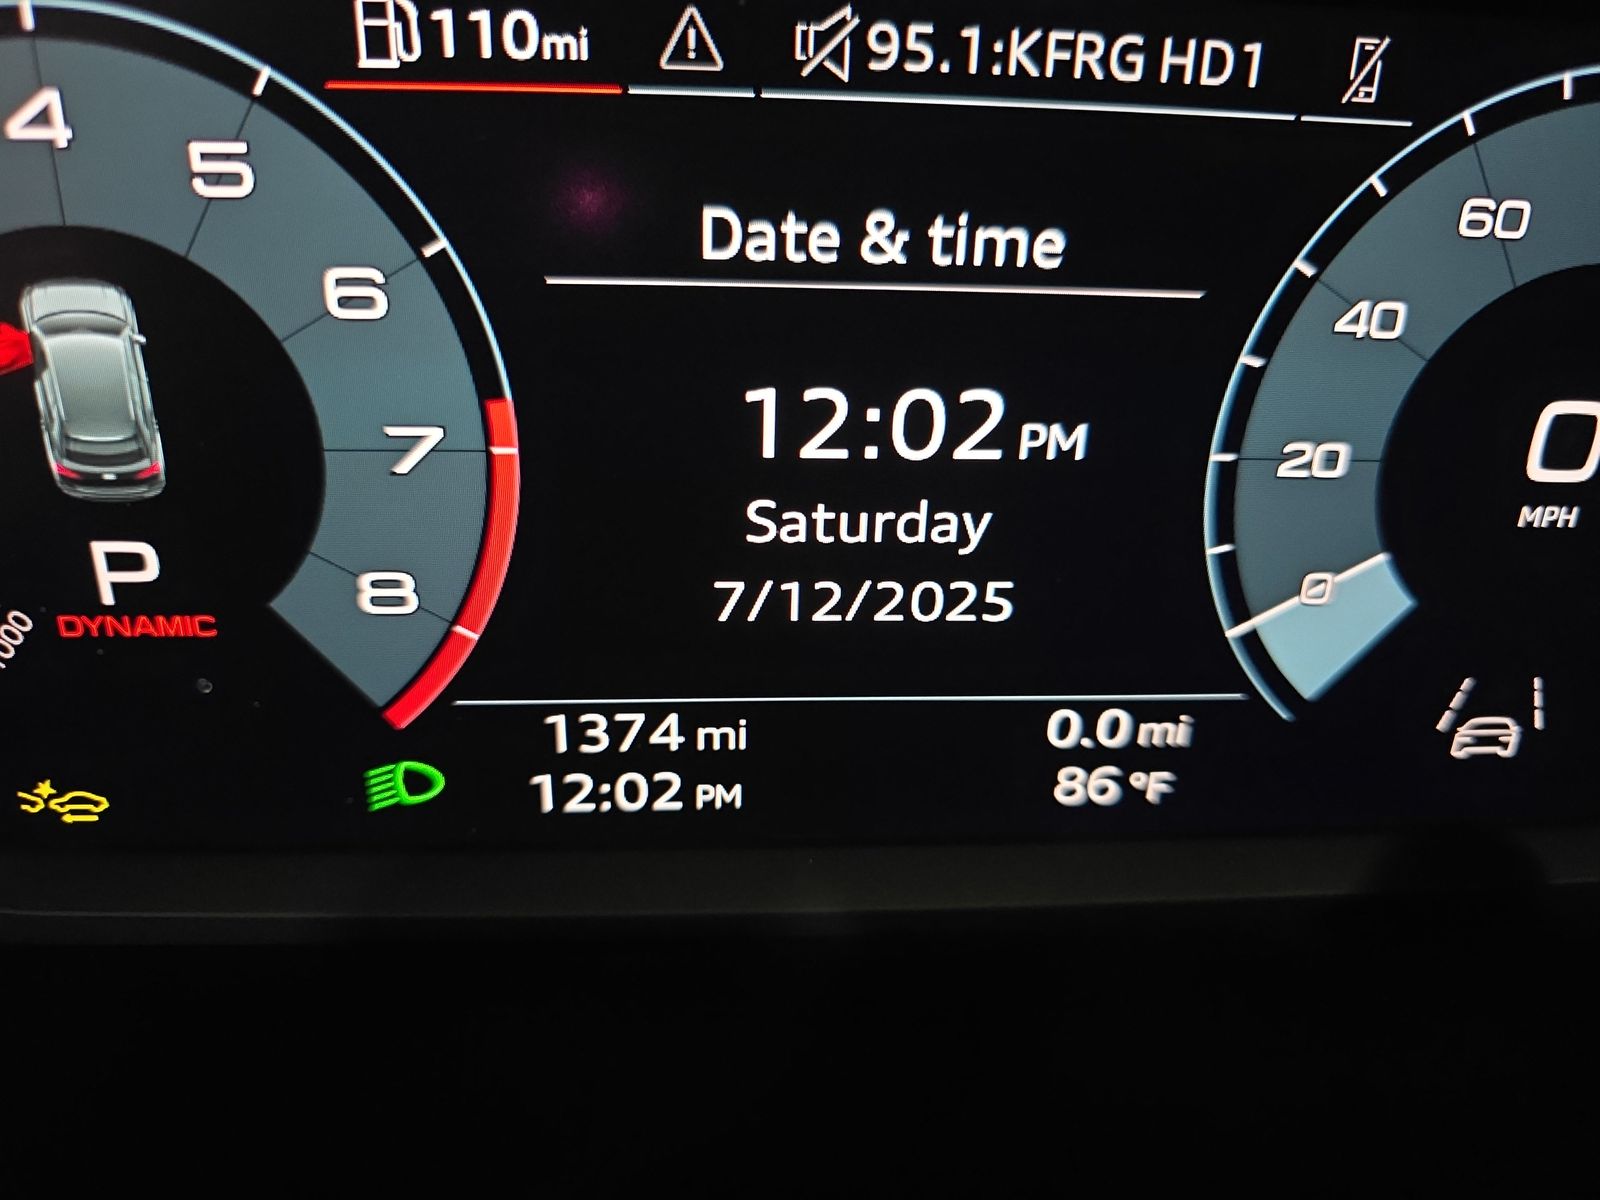 110mi
95.1:KFRG HD1
4
5
6
7
8
P
DYNAMIC
Date & time
12:02 PM
Saturday
7/12/2025
60
40
20
0
0
MPH
1374 mi
0.0 mi
12:02 PM
86 °F